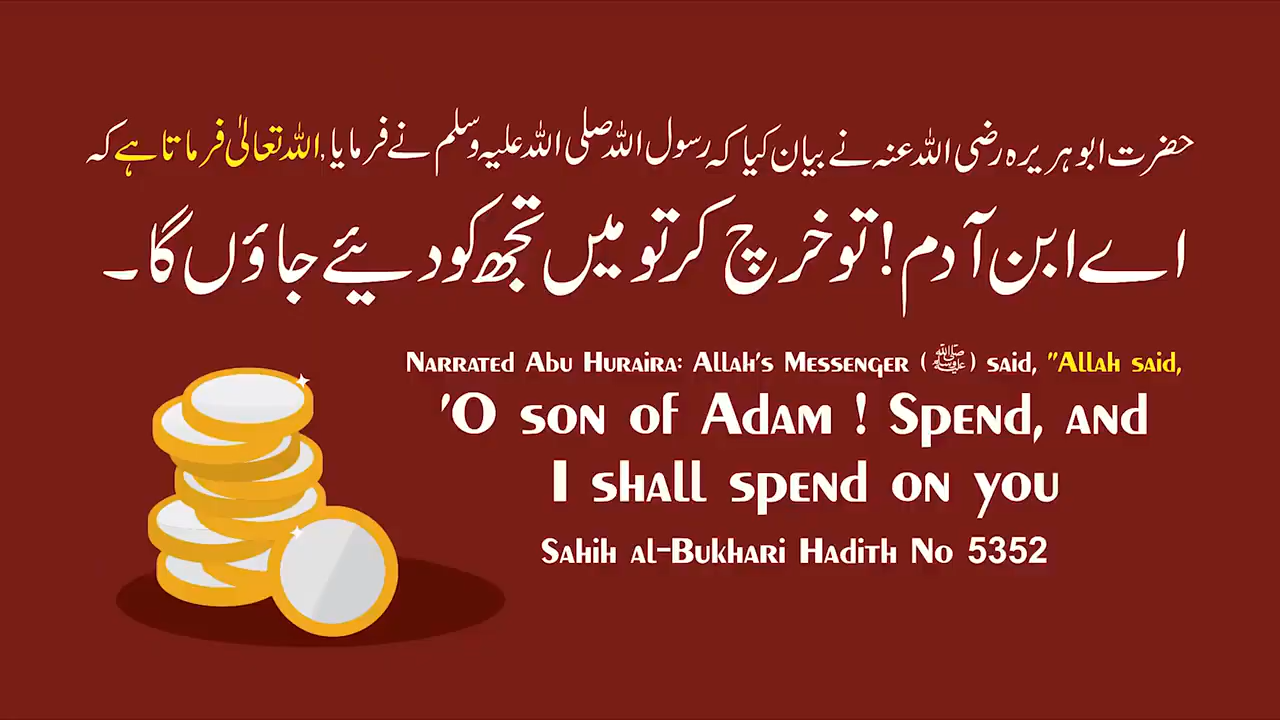 حضرت ابو ہریرہ رضی اللہ عنہ نے بیان کیا کہ رسول اللہ صلی اللہ علیہ وسلم نے فرمایا, اللہ تعالیٰ فرماتا ہے کہ
اے ابن آدم! تو خرچ کر تو میں تجھ کو دیئے جاؤں گا۔
Narrated Abu Huraira: Allah's Messenger (ﷺ) said, "Allah said,
'O son of Adam ! Spend, and
I shall spend on you
Sahih al-Bukhari Hadith No 5352